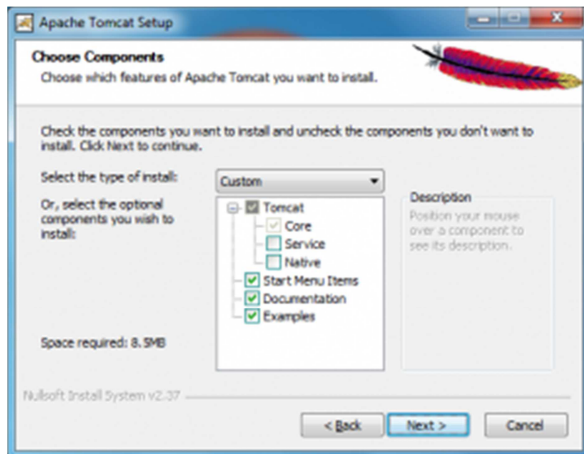 Apache Tomcat Setup
Choose Components
Choose which features of Apache Tomcat you want to install.
Check the components you want to install and uncheck the components you don't want to
install. Click Next to continue.
Select the type of install:
Custom
Or, select the optional
components you wish to
install:
Tomcat
Core
Service
Native
Start Menu Items
Documentation
Examples
Description
Position your mouse
over a component to
see its description.
Space required: 8.5MB
Nullsoft Install System v2.37
< Back
Next >
Cancel